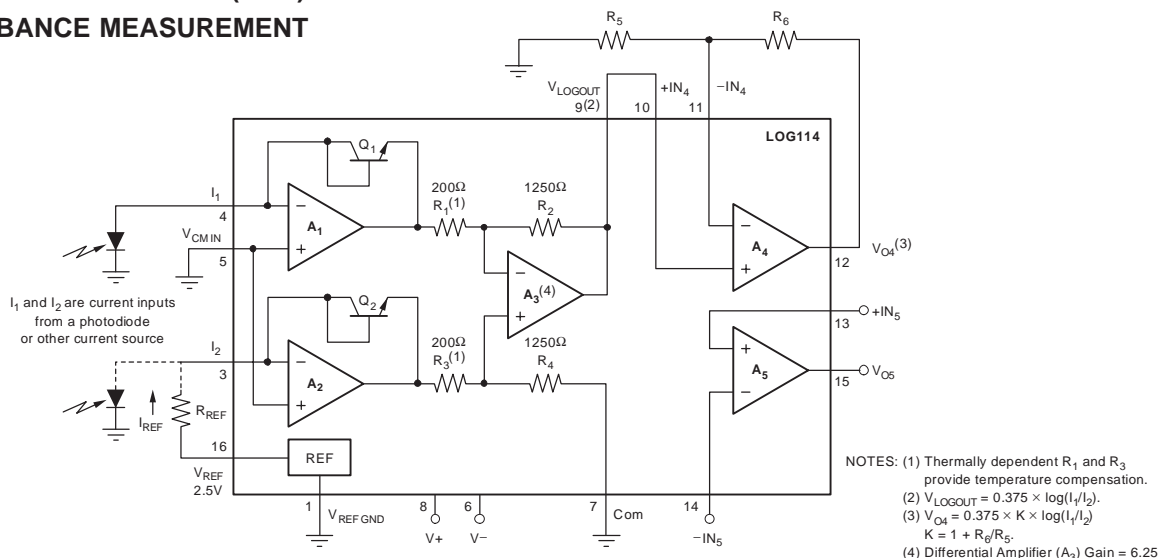 BANCE MEASUREMENT
R5
R6
VLOGOUT
9(2)
+IN4
10
−IN4
11
LOG114
Q1
I1
4
200Ω
R1(1)
1250Ω
R2
A1
VCMIN
5
A4
VO4(3)
12
A3(4)
I1 and I2 are current inputs
from a photodiode
or other current source
Q2
+IN5
13
I2
3
200Ω
R3(1)
1250Ω
R4
A2
A5
VO5
15
IREF
RREF
16
REF
VREF
2.5V
1
VREFGND
8
V+
6
V−
7
Com
14
−IN5
NOTES: (1) Thermally dependent R1 and R3
provide temperature compensation.
(2) VLOGOUT = 0.375 × log(I1/I2).
(3) VO4 = 0.375 × K × log(I1/I2)
K = 1 + R6/R5.
(4) Differential Amplifier (A3) Gain = 6.25